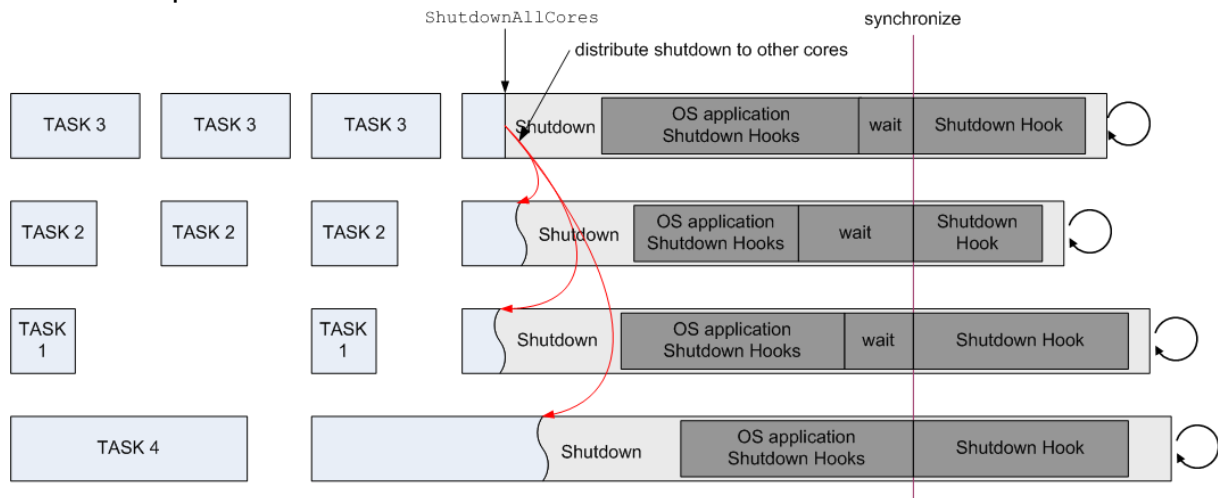 ShutdownAllCores
synchronize
distribute shutdown to other cores
TASK 3
TASK 3
TASK 3
Shutdown
OS application
Shutdown Hooks
wait
Shutdown Hook
TASK 2
TASK 2
TASK 2
Shutdown
OS application
Shutdown Hooks
wait
Shutdown
Hook
TASK
1
TASK
1
Shutdown
OS application
Shutdown Hooks
wait
Shutdown Hook
TASK 4
Shutdown
OS application
Shutdown Hooks
Shutdown Hook